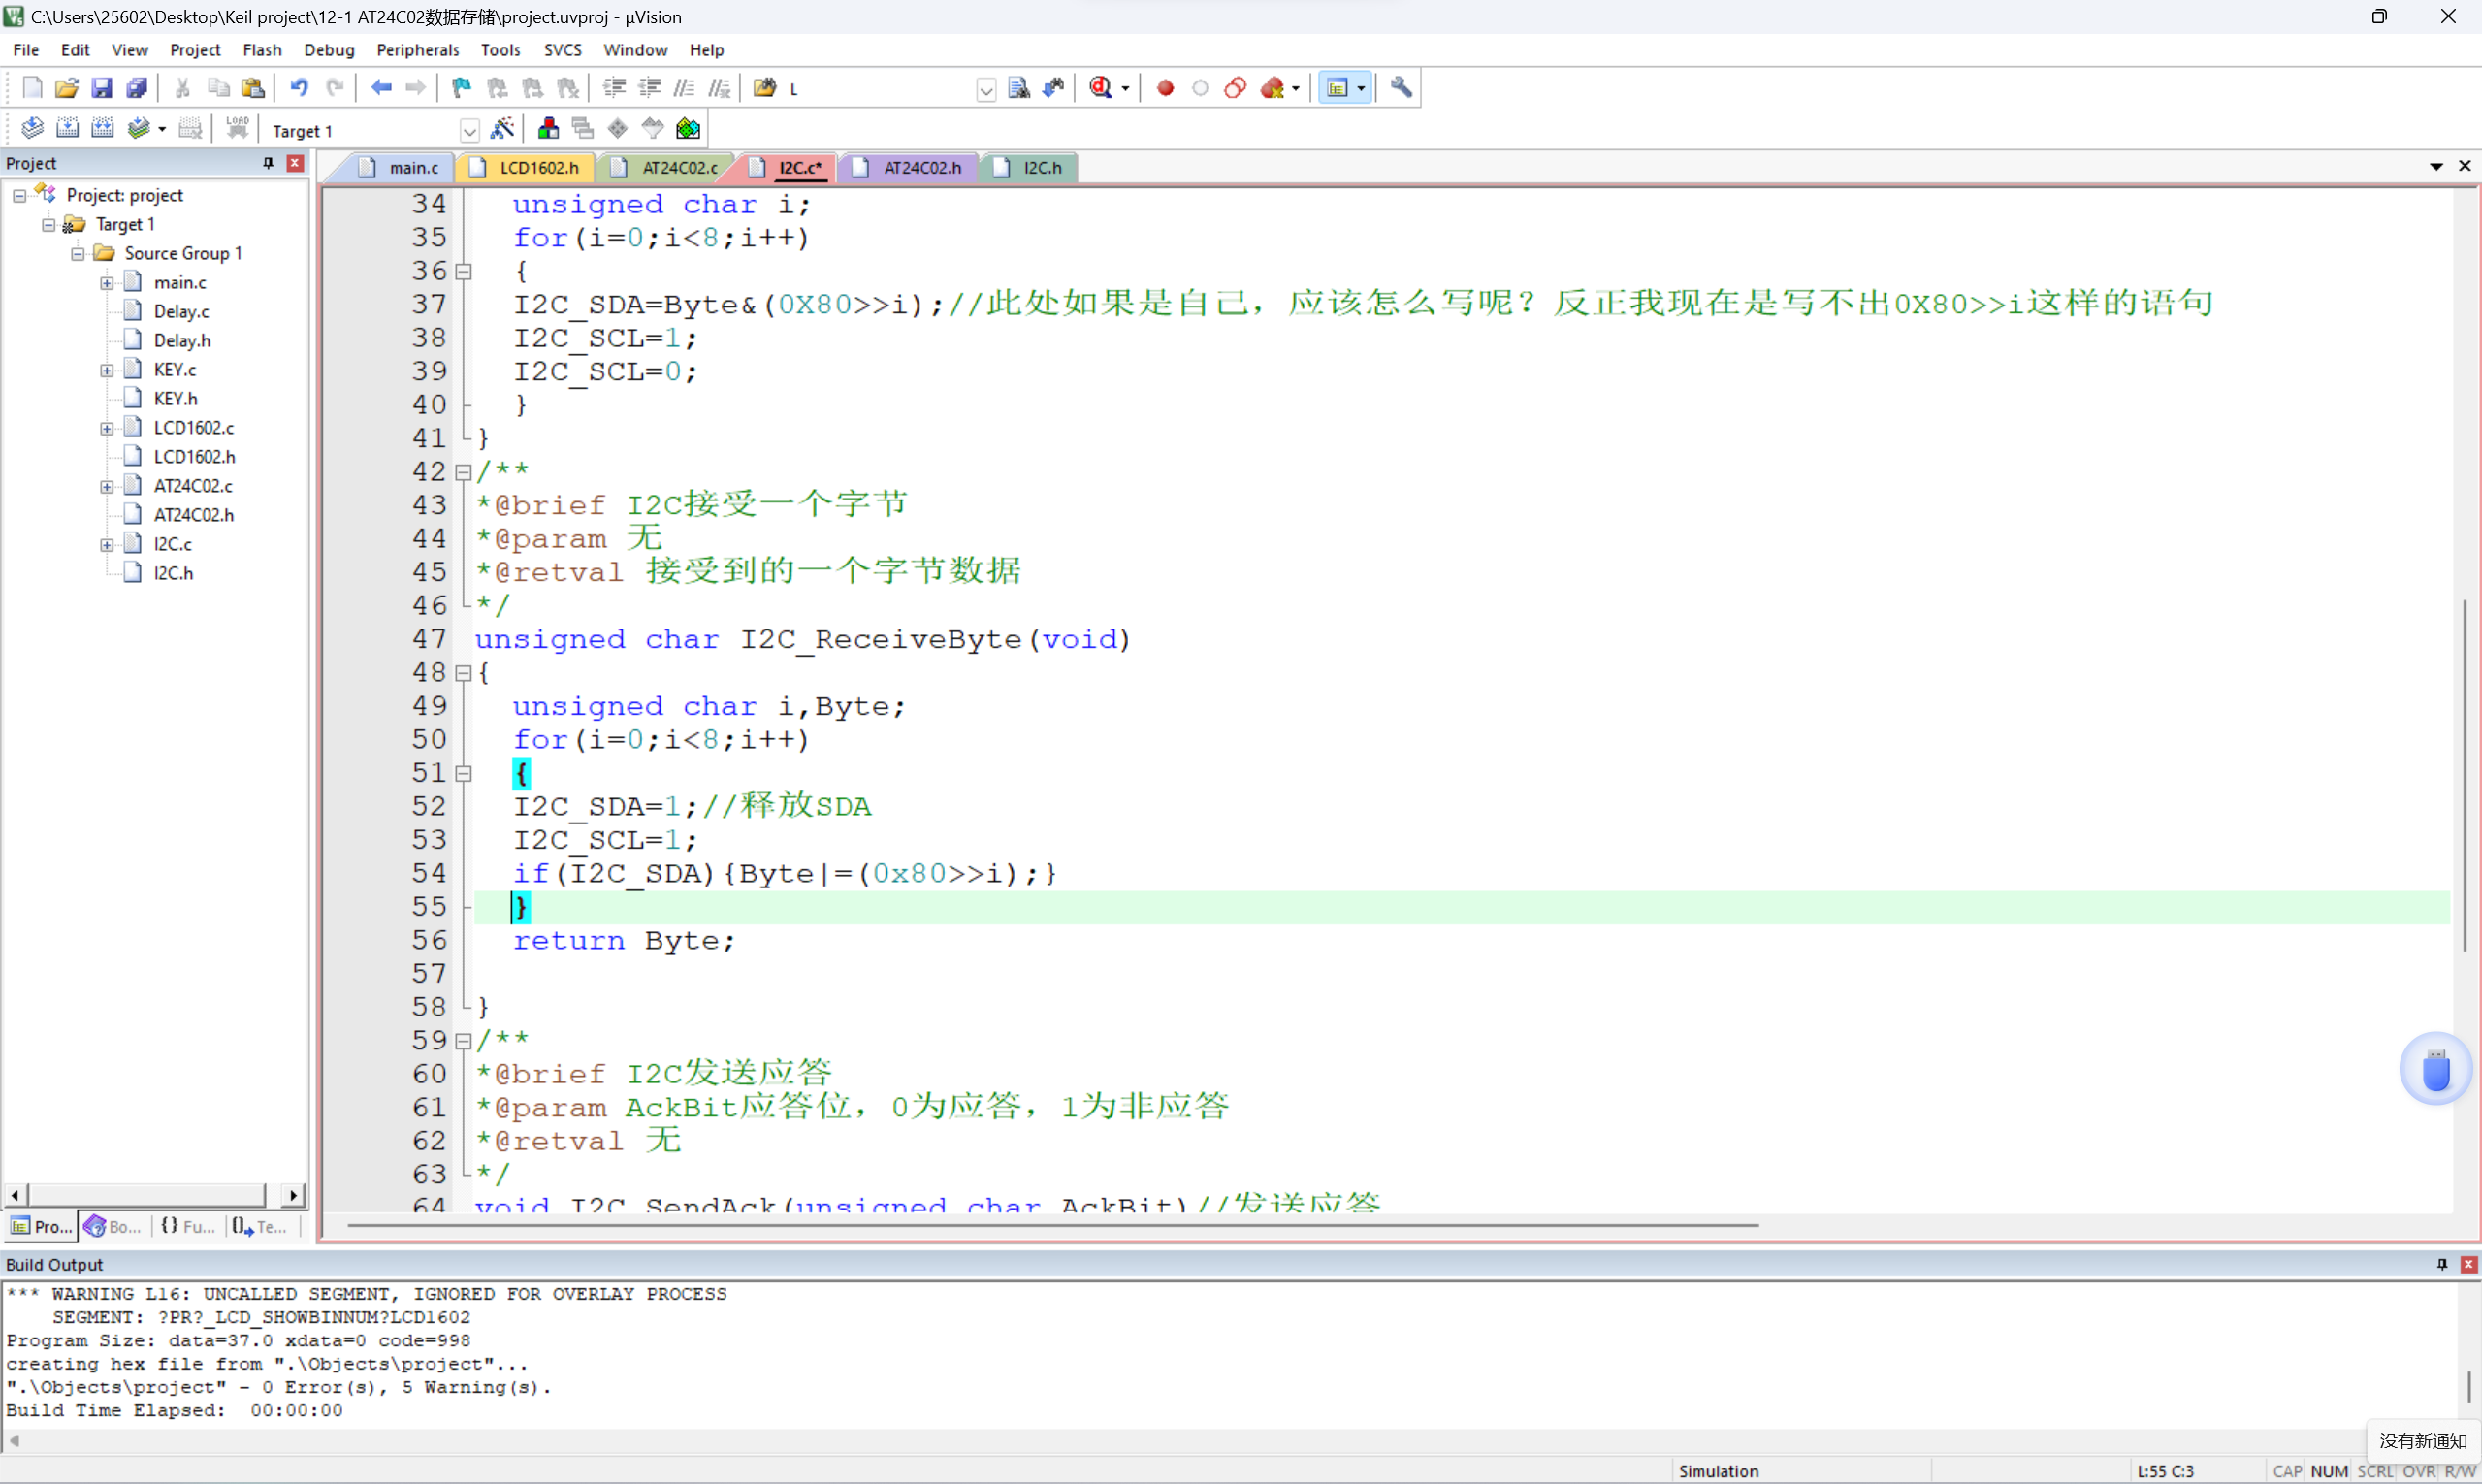 C:\Users\25602\Desktop\Keil project\12-1 AT24C02数据存储\project.uvproj - µVision
File Edit View Project Flash Debug Peripherals Tools SVCS Window Help
L
LOAD
Target 1
Project
main.c LCD1602.h AT24C02.c I2C.c* AT24C02.h I2C.h
Project: project
Target 1
Source Group 1
main.c
Delay.c
Delay.h
KEY.c
KEY.h
LCD1602.c
LCD1602.h
AT24C02.c
AT24C02.h
I2C.c
I2C.h
Pro... Bo... {} Fu... Te...
34 unsigned char i;
35 for(i=0;i<8;i++)
36 {
37 I2C_SDA=Byte&(0X80>>i);//此处如果是自己，应该怎么写呢？反正我现在是写不出0X80>>i这样的语句
38 I2C_SCL=1;
39 I2C_SCL=0;
40 }
41 }
42 /**
43 *@brief I2C接受一个字节
44 *@param 无
45 *@retval 接受到的一个字节数据
46 */
47 unsigned char I2C_ReceiveByte(void)
48 {
49 unsigned char i,Byte;
50 for(i=0;i<8;i++)
51 {
52 I2C_SDA=1;//释放SDA
53 I2C_SCL=1;
54 if(I2C_SDA){Byte|=(0x80>>i);}
55 }
56 return Byte;
57
58 }
59 /**
60 *@brief I2C发送应答
61 *@param AckBit应答位，0为应答，1为非应答
62 *@retval 无
63 */
64 void I2C_SendAck(unsigned char AckBit)//发送应答
Build Output
*** WARNING L16: UNCALLED SEGMENT, IGNORED FOR OVERLAY PROCESS
SEGMENT: ?PR?_LCD_SHOWBINNUM?LCD1602
Program Size: data=37.0 xdata=0 code=998
creating hex file from ".\Objects\project"...
".\Objects\project" - 0 Error(s), 5 Warning(s).
Build Time Elapsed:  00:00:00
没有新通知
Simulation L:55 C:3 CAP NUM SCRL OVR R/W